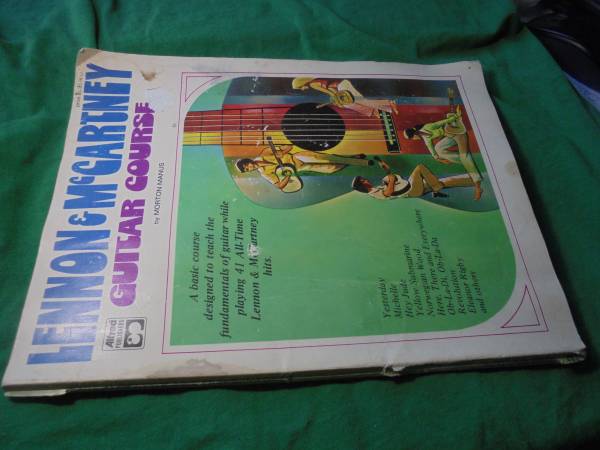 LENNON & McCARTNEY
GUITAR COURSE
by MORTON MANUS
A basic course
designed to teach the
fundamentals of guitar while
playing 41 All-Time
Lennon & McCartney
hits.
Yesterday
Michelle
Hey Jude
Yellow Submarine
Norwegian Wood
Here, There and Everywhere
Ob-La-Di, Ob-La-Da
Revolution
Eleanor Rigby
and others
Alfred
PUBLISHERS